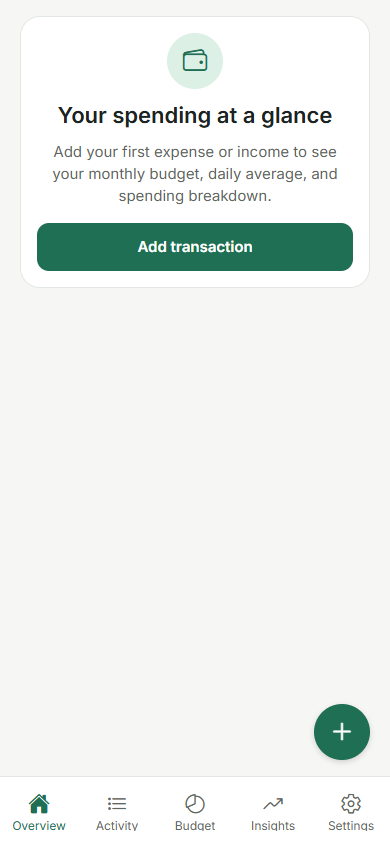 Your spending at a glance
Add your first expense or income to see
your monthly budget, daily average, and
spending breakdown.
Add transaction
Overview Activity Budget Insights Settings